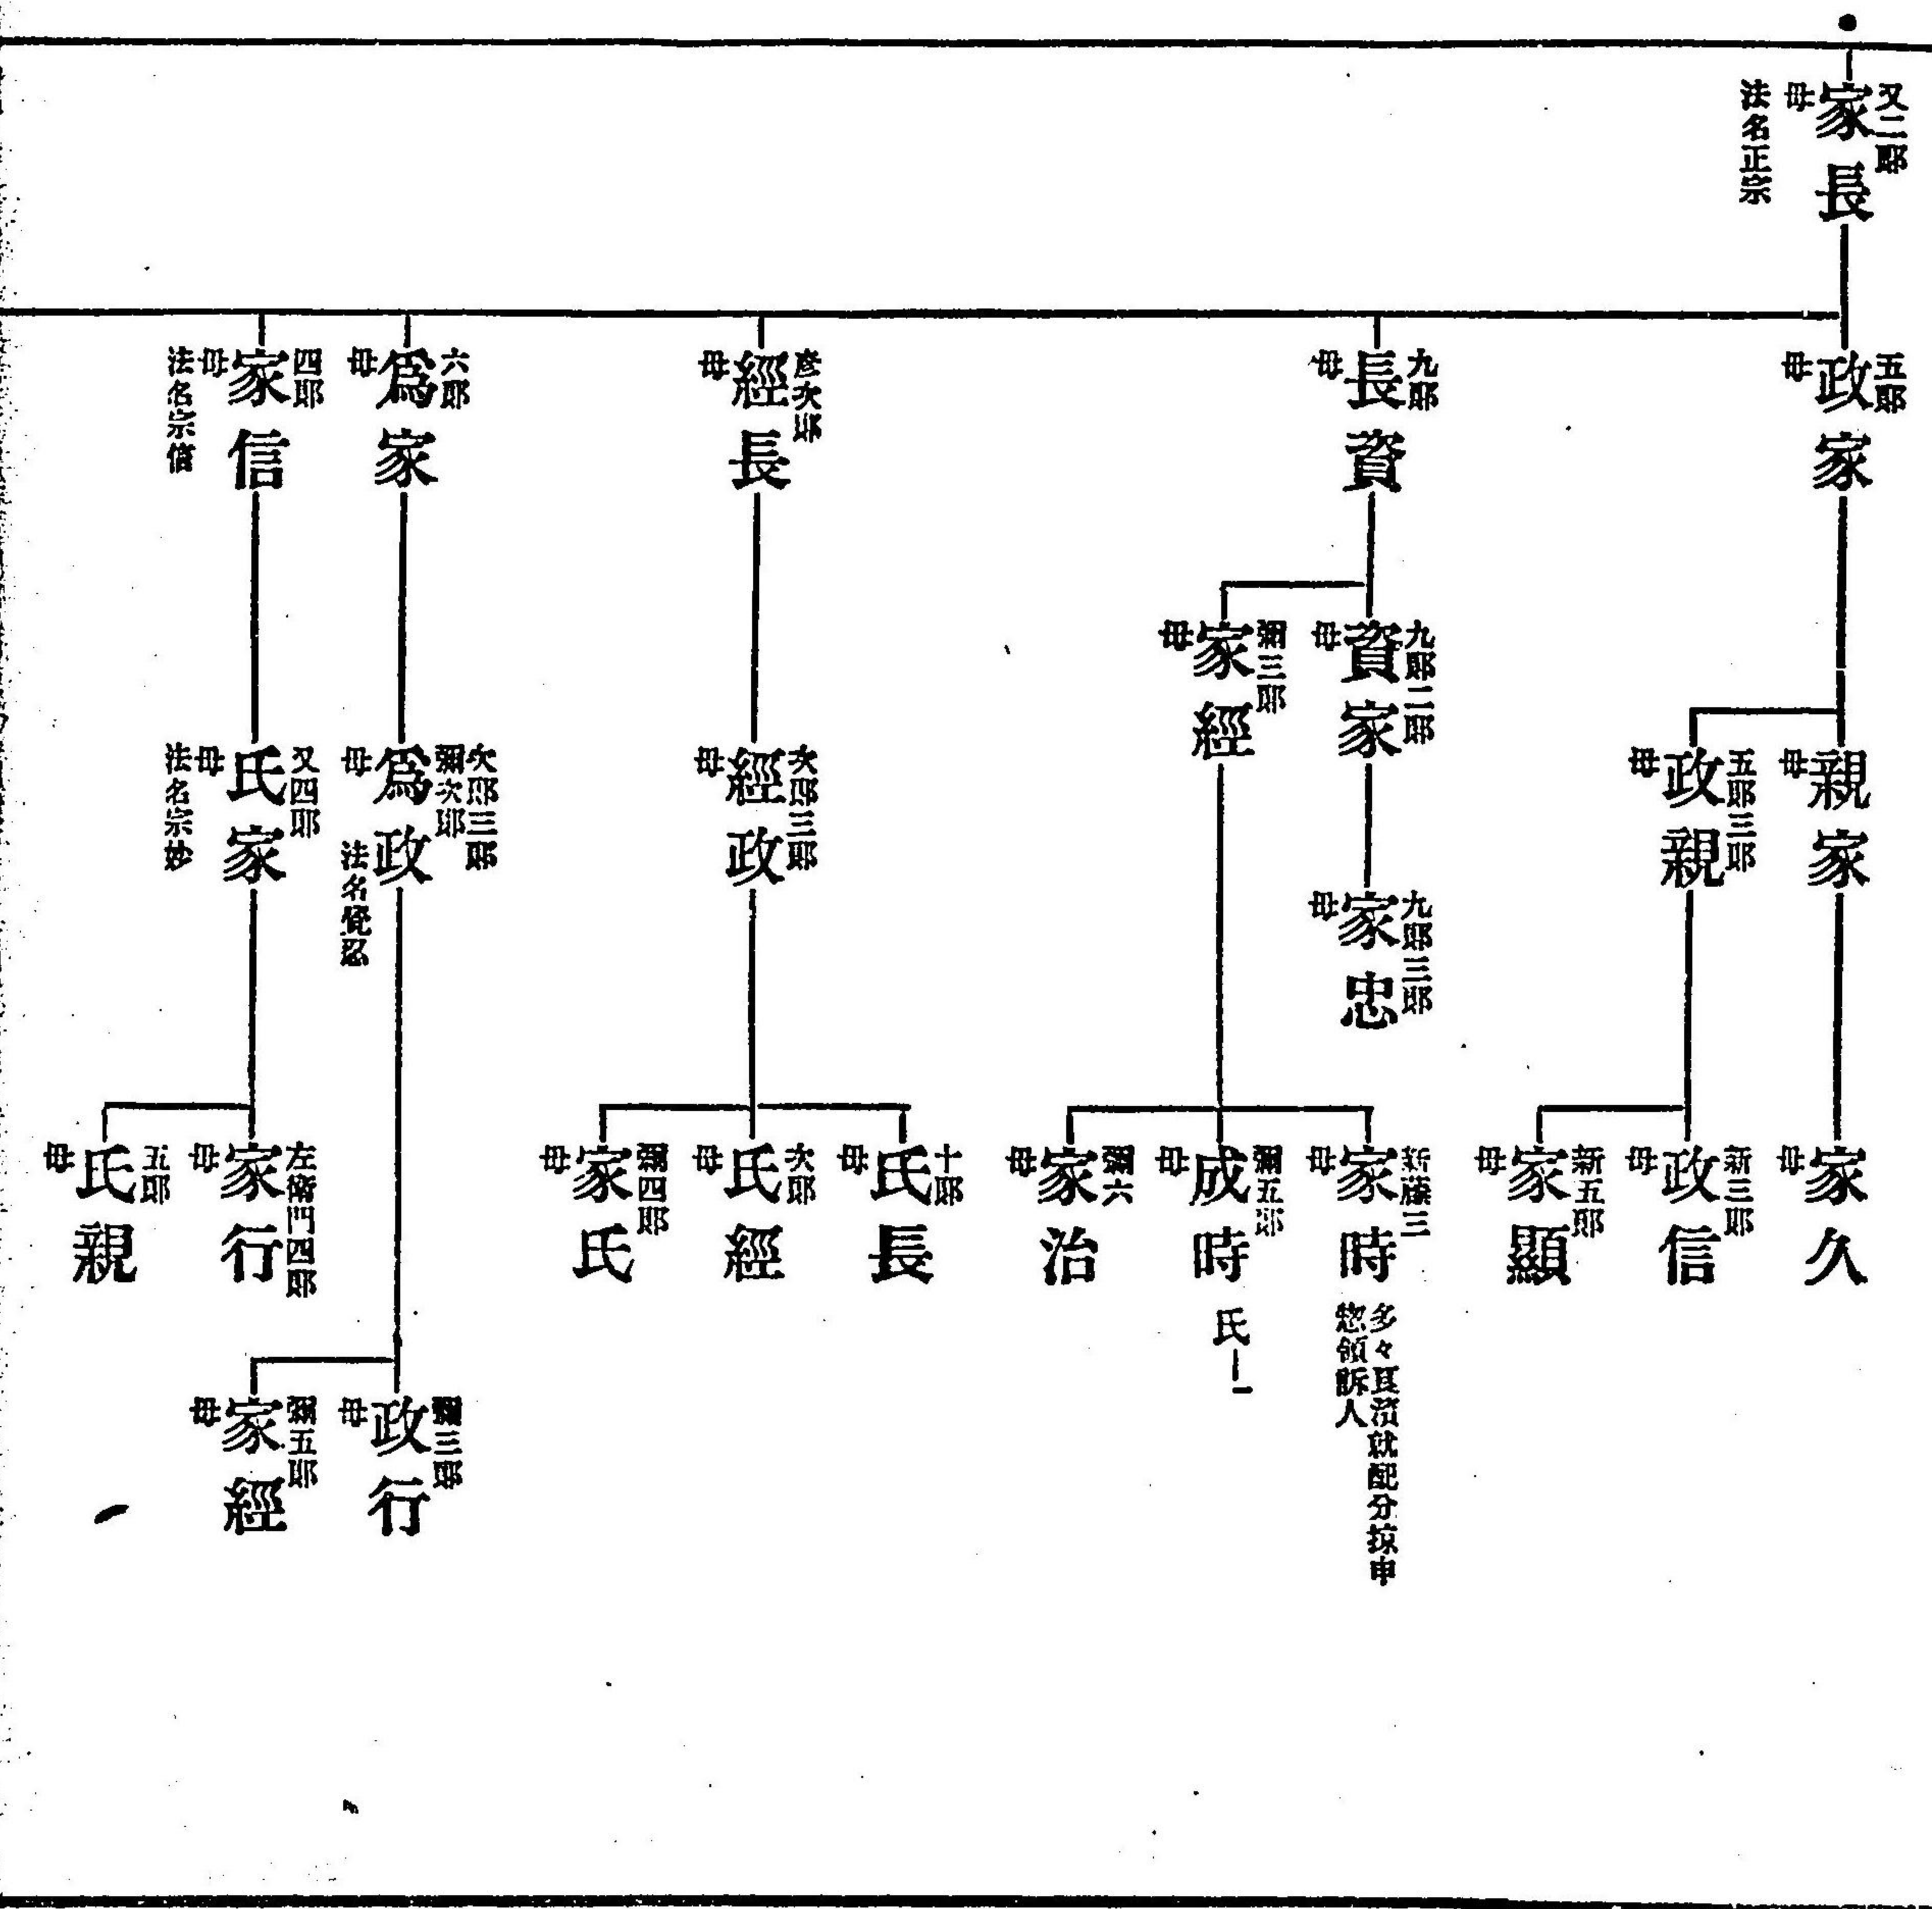 又二郎
家長
母
法名正宗
五郎
政家
母
親家
母
家久
母
五郎三郎
政親
母
新三郎
政信
母
新五郎
家顯
母
九郎
長資
母
九郎二郎
資家
母
九郎三郎
家忠
母
彌三郎
家經
母
新藤三
家時
母
多々良濱就配分掠申
惣領訴人
彌五郎
成時
母
氏
彌六
家治
母
彦次郎
經長
母
次郎三郎
經政
母
十郎
氏長
母
次郎
氏經
母
彌四郎
家氏
母
六郎
爲家
母
次郎三郎
彌次郎
爲政
母
法名覺忍
彌三郎
政行
母
彌五郎
家經
母
四郎
家信
母
法名宗信
又四郎
氏家
母
法名宗妙
左衛門四郎
家行
母
五郎
氏親
母